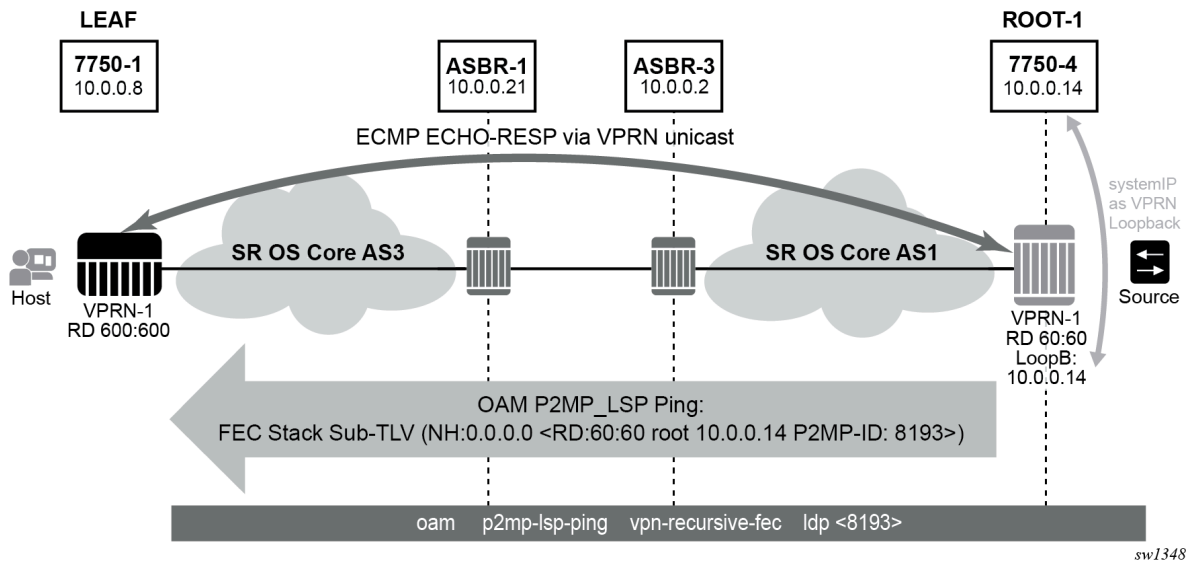 LEAF
ROOT-1
7750-1
10.0.0.8
ASBR-1
10.0.0.21
ASBR-3
10.0.0.2
7750-4
10.0.0.14
ECMP ECHO-RESP via VPRN unicast
systemIP
as VPRN
Loopback
SR OS Core AS3
SR OS Core AS1
Host
Source
VPRN-1
RD 600:600
VPRN-1
RD 60:60
LoopB:
10.0.0.14
OAM P2MP_LSP Ping:
FEC Stack Sub-TLV (NH:0.0.0.0 <RD:60:60 root 10.0.0.14 P2MP-ID: 8193>)
oam p2mp-lsp-ping vpn-recursive-fec ldp <8193>
sw1348